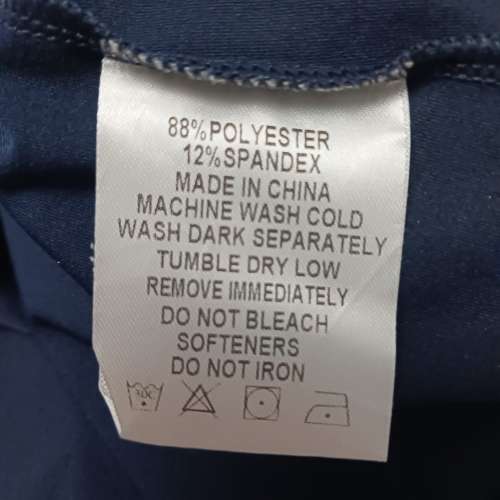 88%POLYESTER
12%SPANDEX
MADE IN CHINA
MACHINE WASH COLD
WASH DARK SEPARATELY
TUMBLE DRY LOW
REMOVE IMMEDIATELY
DO NOT BLEACH
SOFTENERS
DO NOT IRON
30C